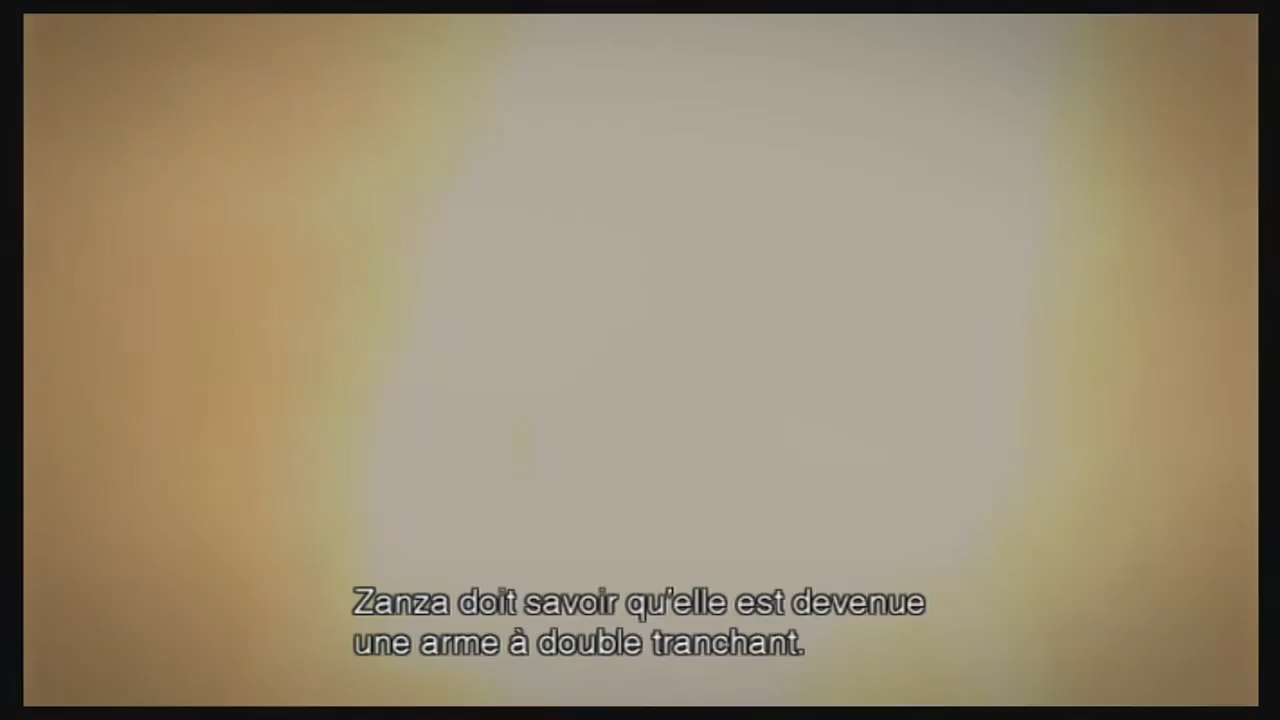 Zanza doit savoir qu'elle est devenue
une arme à double tranchant.